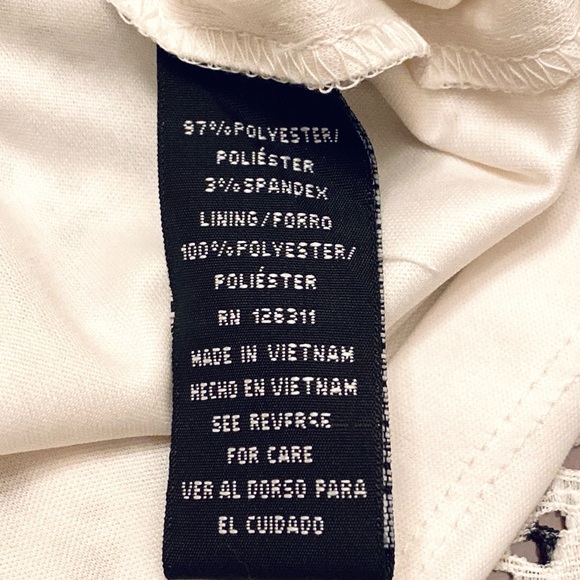 97%POLYESTER/
POLIÉSTER
3%SPANDEX
LINING/FORRO
100%POLYESTER/
POLIÉSTER
RN 126311
MADE IN VIETNAM
HECHO EN VIETNAM
SEE REVERSE
FOR CARE
VER AL DORSO PARA
EL CUIDADO